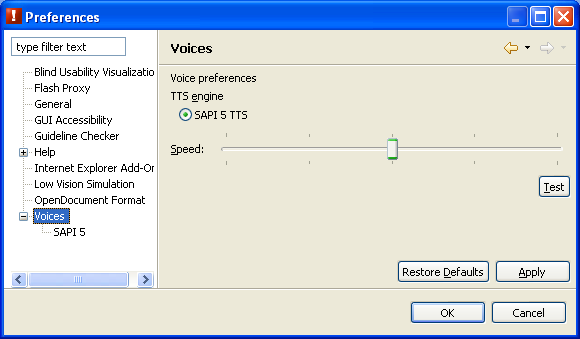 Preferences
type filter text
Blind Usability Visualizatio
Flash Proxy
General
GUI Accessibility
Guideline Checker
Help
Internet Explorer Add-Or
Low Vision Simulation
OpenDocument Format
Voices
SAPI 5
Voices
Voice preferences
TTS engine
SAPI 5 TTS
Speed:
Test
Restore Defaults
Apply
OK
Cancel